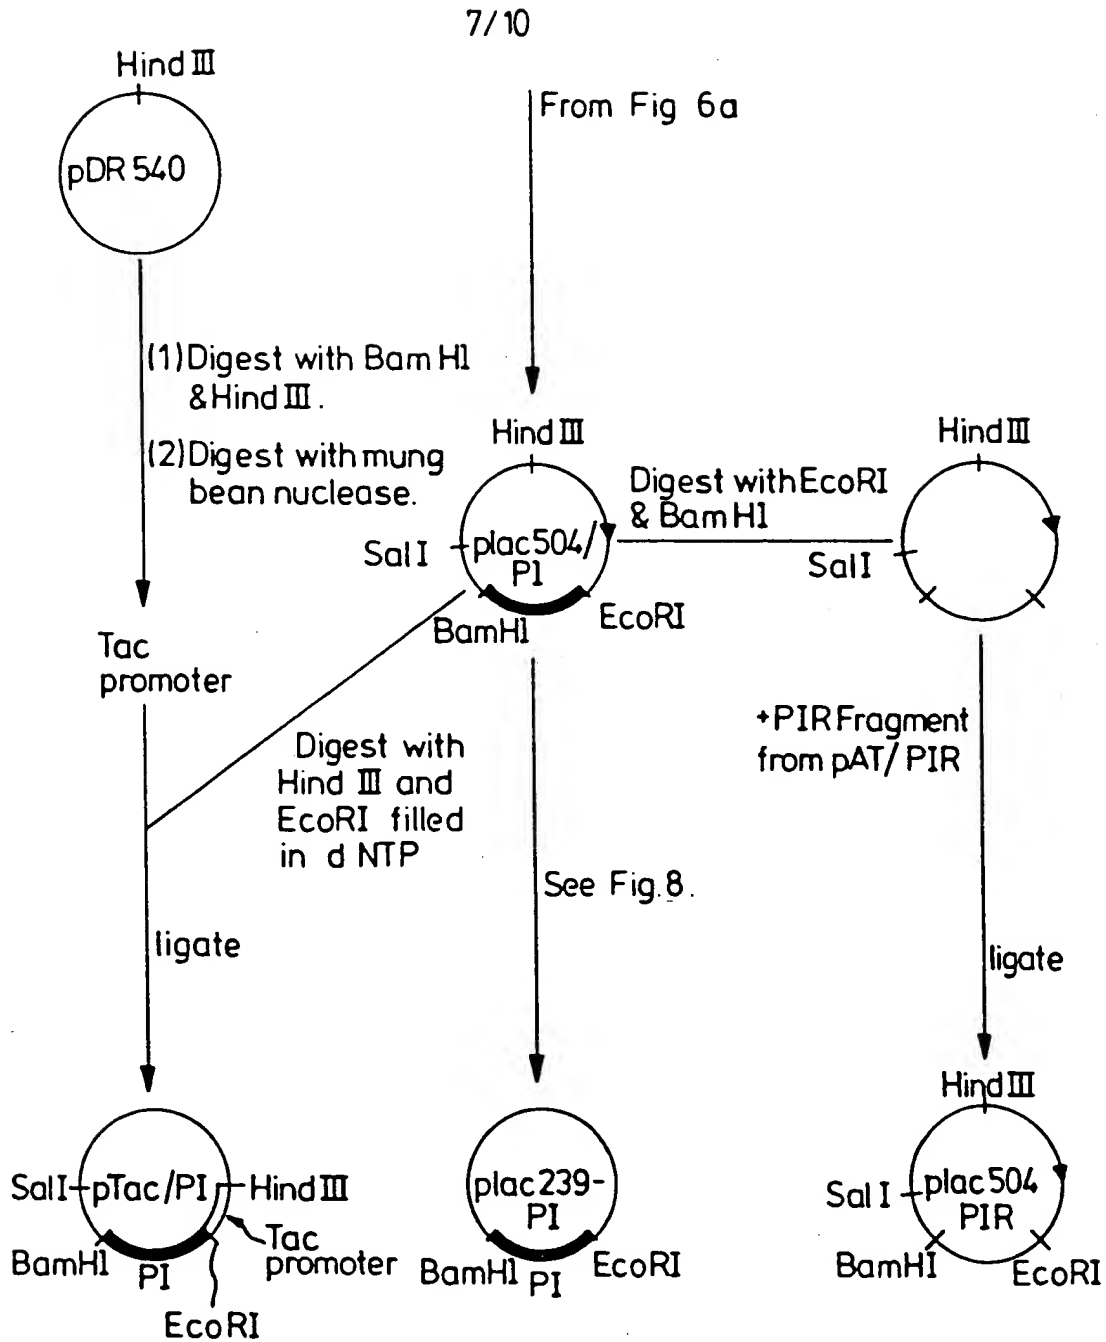 7/10
Hind III
pDR 540
From Fig 6a
(1) Digest with Bam H1
& Hind III.
(2) Digest with mung
bean nuclease.
Tac
promoter
Hind III
Sal I
plac504/
P1
BamH1
EcoRI
Digest with EcoRI
& BamH1
Hind III
Sal I
Digest with
Hind III and
EcoRI filled
in d NTP
See Fig. 8.
+PIR Fragment
from pAT/PIR
ligate
ligate
Sal I
pTac/PI
Hind III
Tac
promoter
BamH1
PI
EcoRI
plac239-
PI
BamH1
PI
EcoRI
Hind III
Sal I
plac504
PIR
BamHI
EcoRI